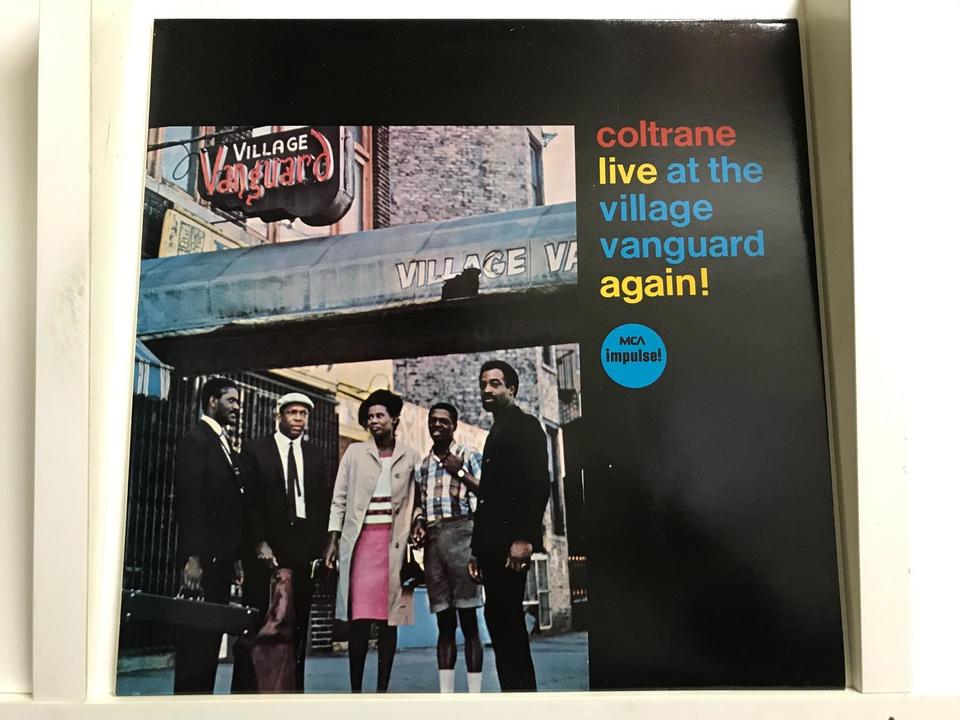 VILLAGE
Vanguard
VILLAGE VA
coltrane
live at the
village
vanguard
again!
MCA
impulse!